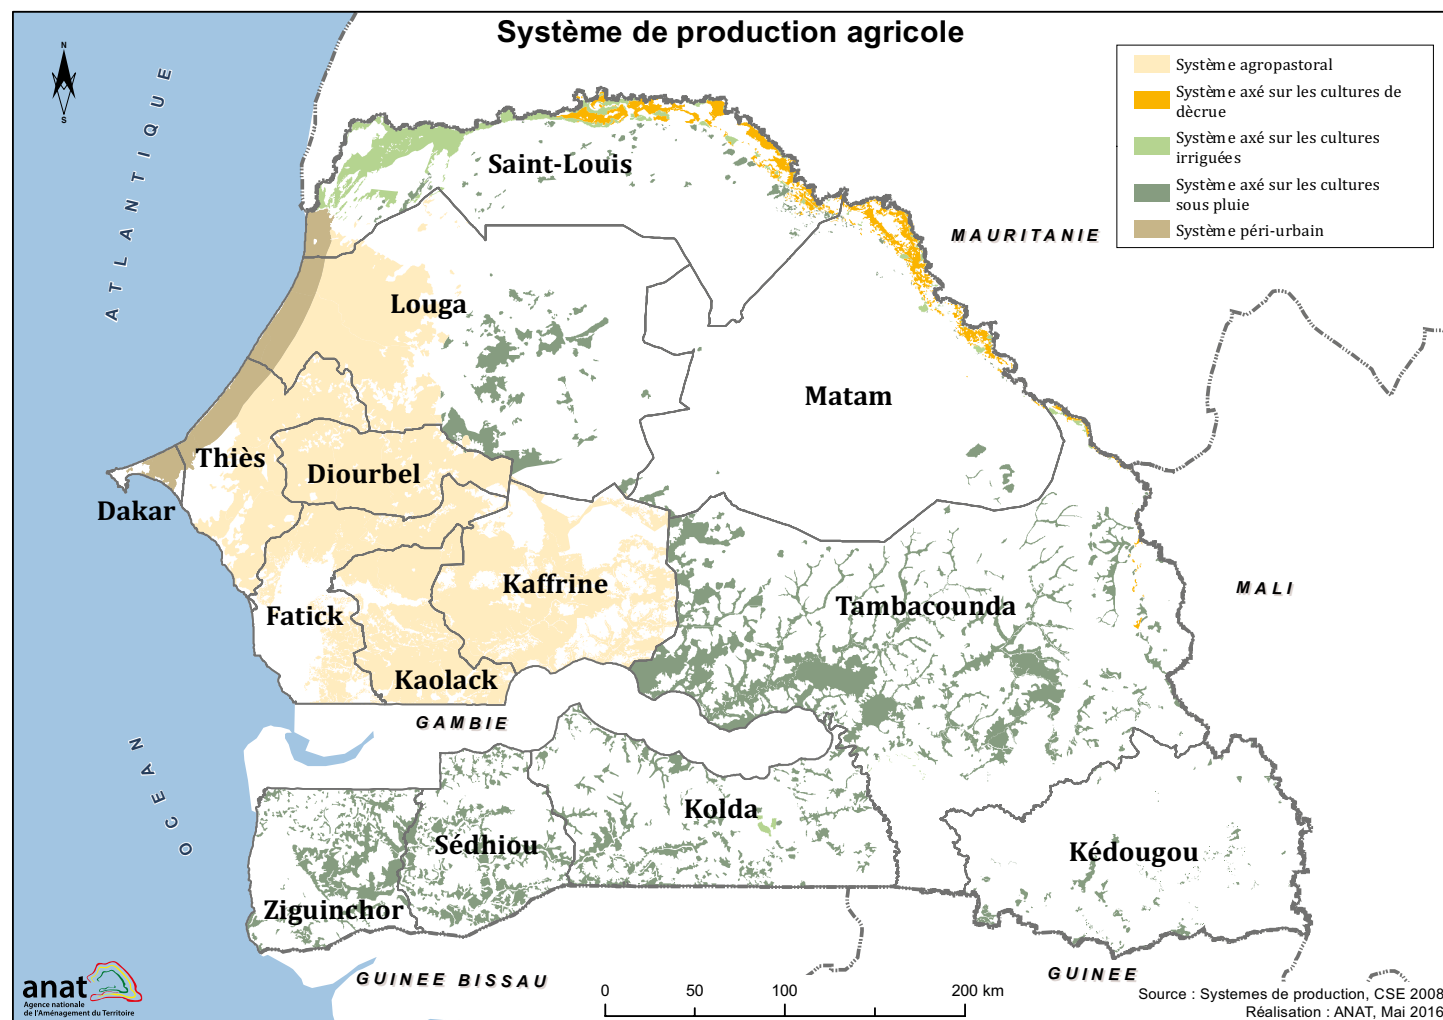 Système de production agricole
N
S
Système agropastoral
Système axé sur les cultures de
dècrue
Système axé sur les cultures
irriguées
Système axé sur les cultures
sous pluie
Système péri-urbain
ATLANTIQUE
OCEAN
Saint-Louis
MAURITANIE
Louga
Matam
Thiès
Diourbel
Dakar
Kaffrine
Tambacounda
MALI
Fatick
Kaolack
GAMBIE
Kolda
Sédhiou
Kédougou
Ziguinchor
GUINEE BISSAU
GUINEE
anat
Agence nationale
de l'Aménagement du Territoire
0 50 100 200 km
Source : Systemes de production, CSE 2008
Réalisation : ANAT, Mai 2016